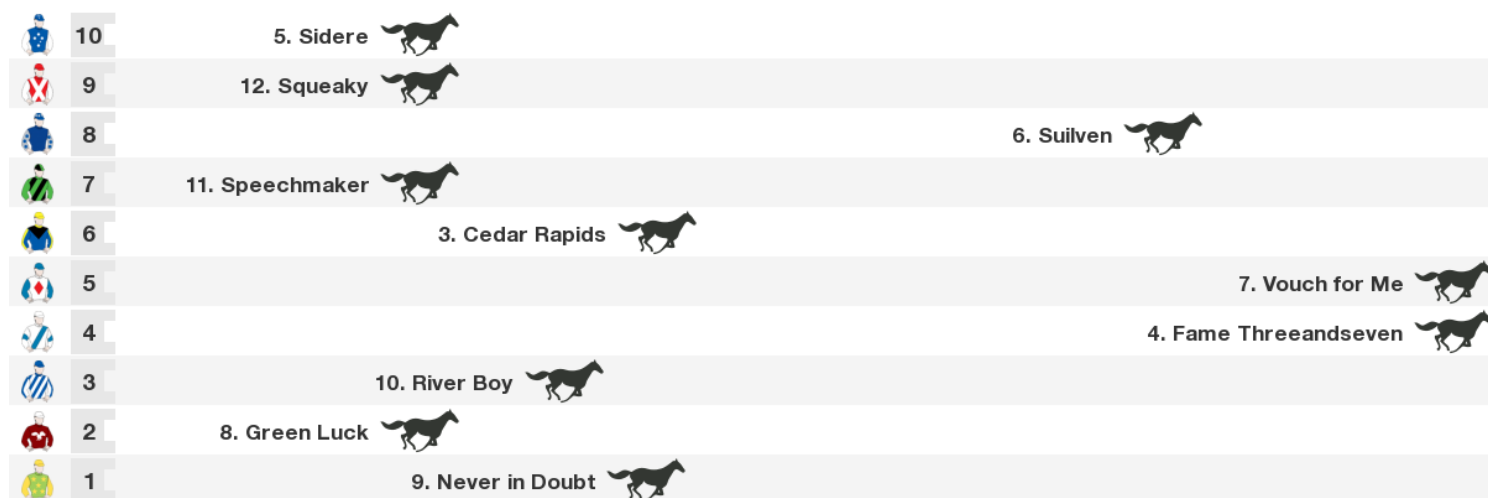 10 5. Sidere
9 12. Squeaky
8 6. Suilven
7 11. Speechmaker
6 3. Cedar Rapids
5 7. Vouch for Me
4 4. Fame Threeandseven
3 10. River Boy
2 8. Green Luck
1 9. Never in Doubt